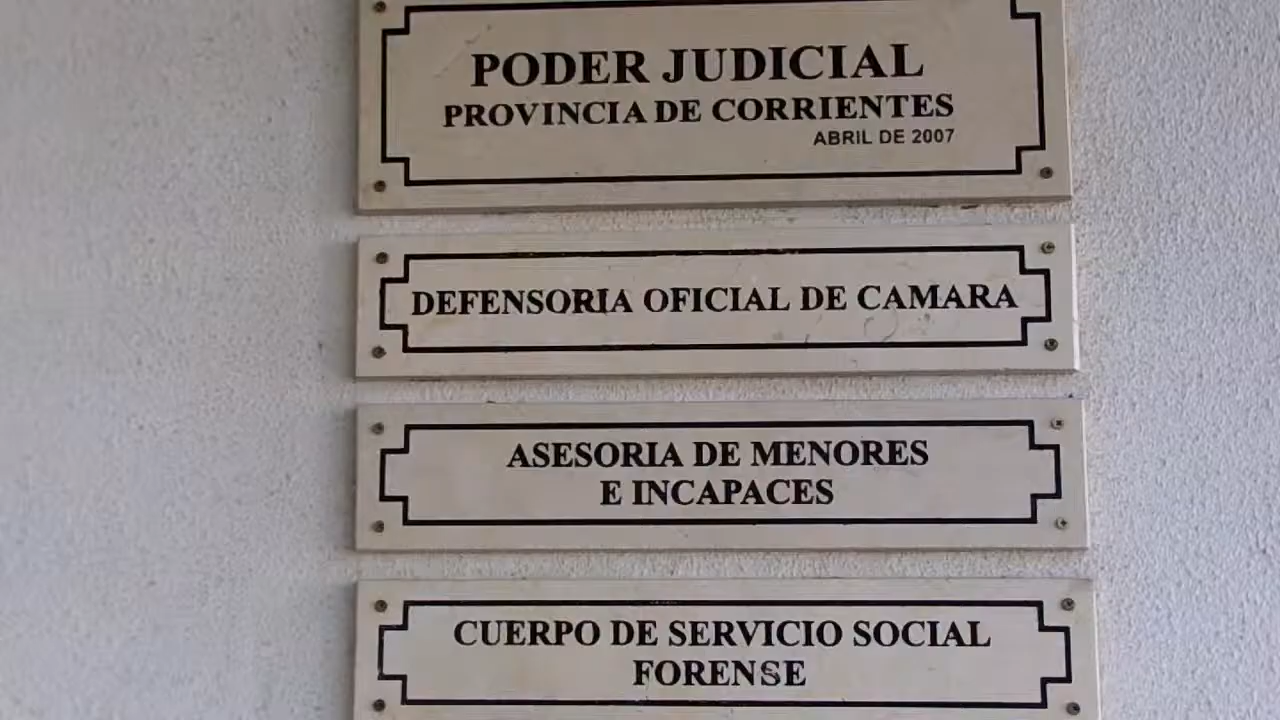 PODER JUDICIAL
PROVINCIA DE CORRIENTES
ABRIL DE 2007
DEFENSORIA OFICIAL DE CAMARA
ASESORIA DE MENORES
E INCAPACES
CUERPO DE SERVICIO SOCIAL
FORENSE